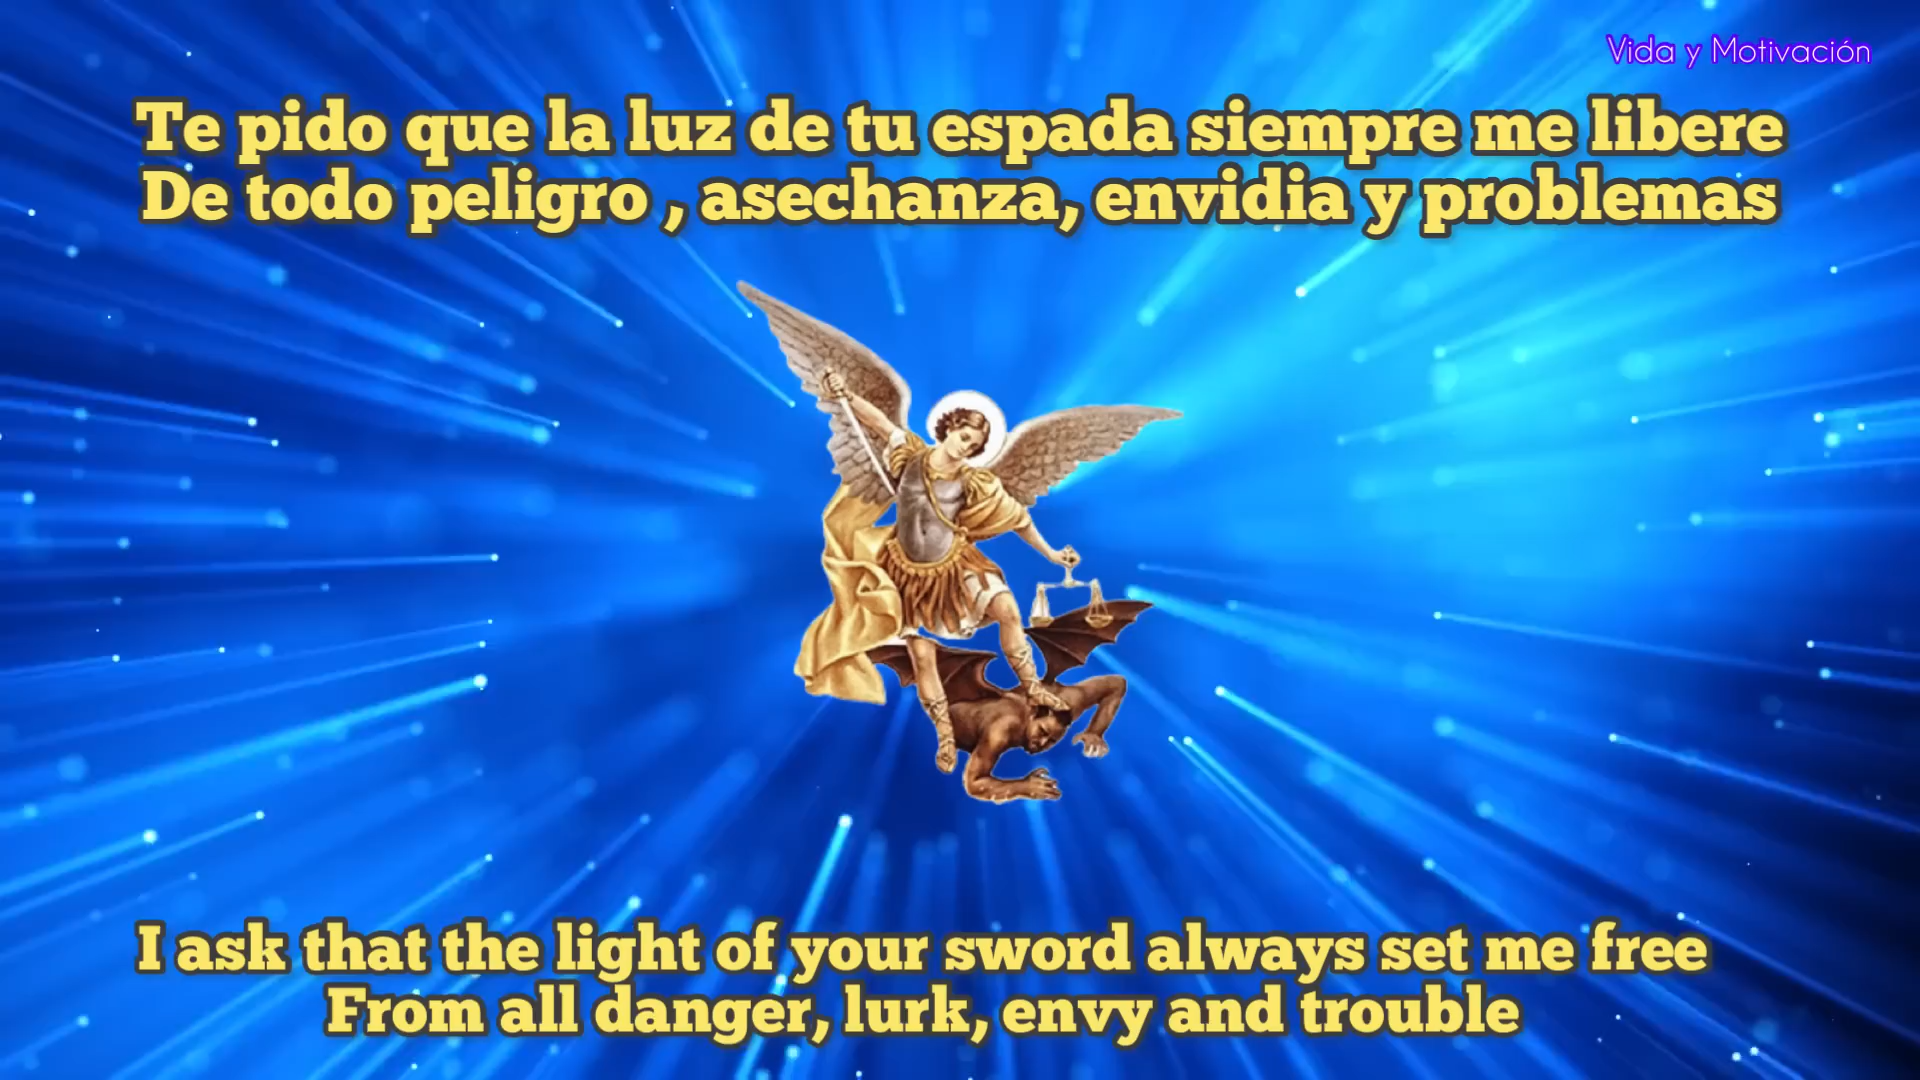 Vida y Motivación
Te pido que la luz de tu espada siempre me libere
De todo peligro , asechanza, envidia y problemas
I ask that the light of your sword always set me free
From all danger, lurk, envy and trouble